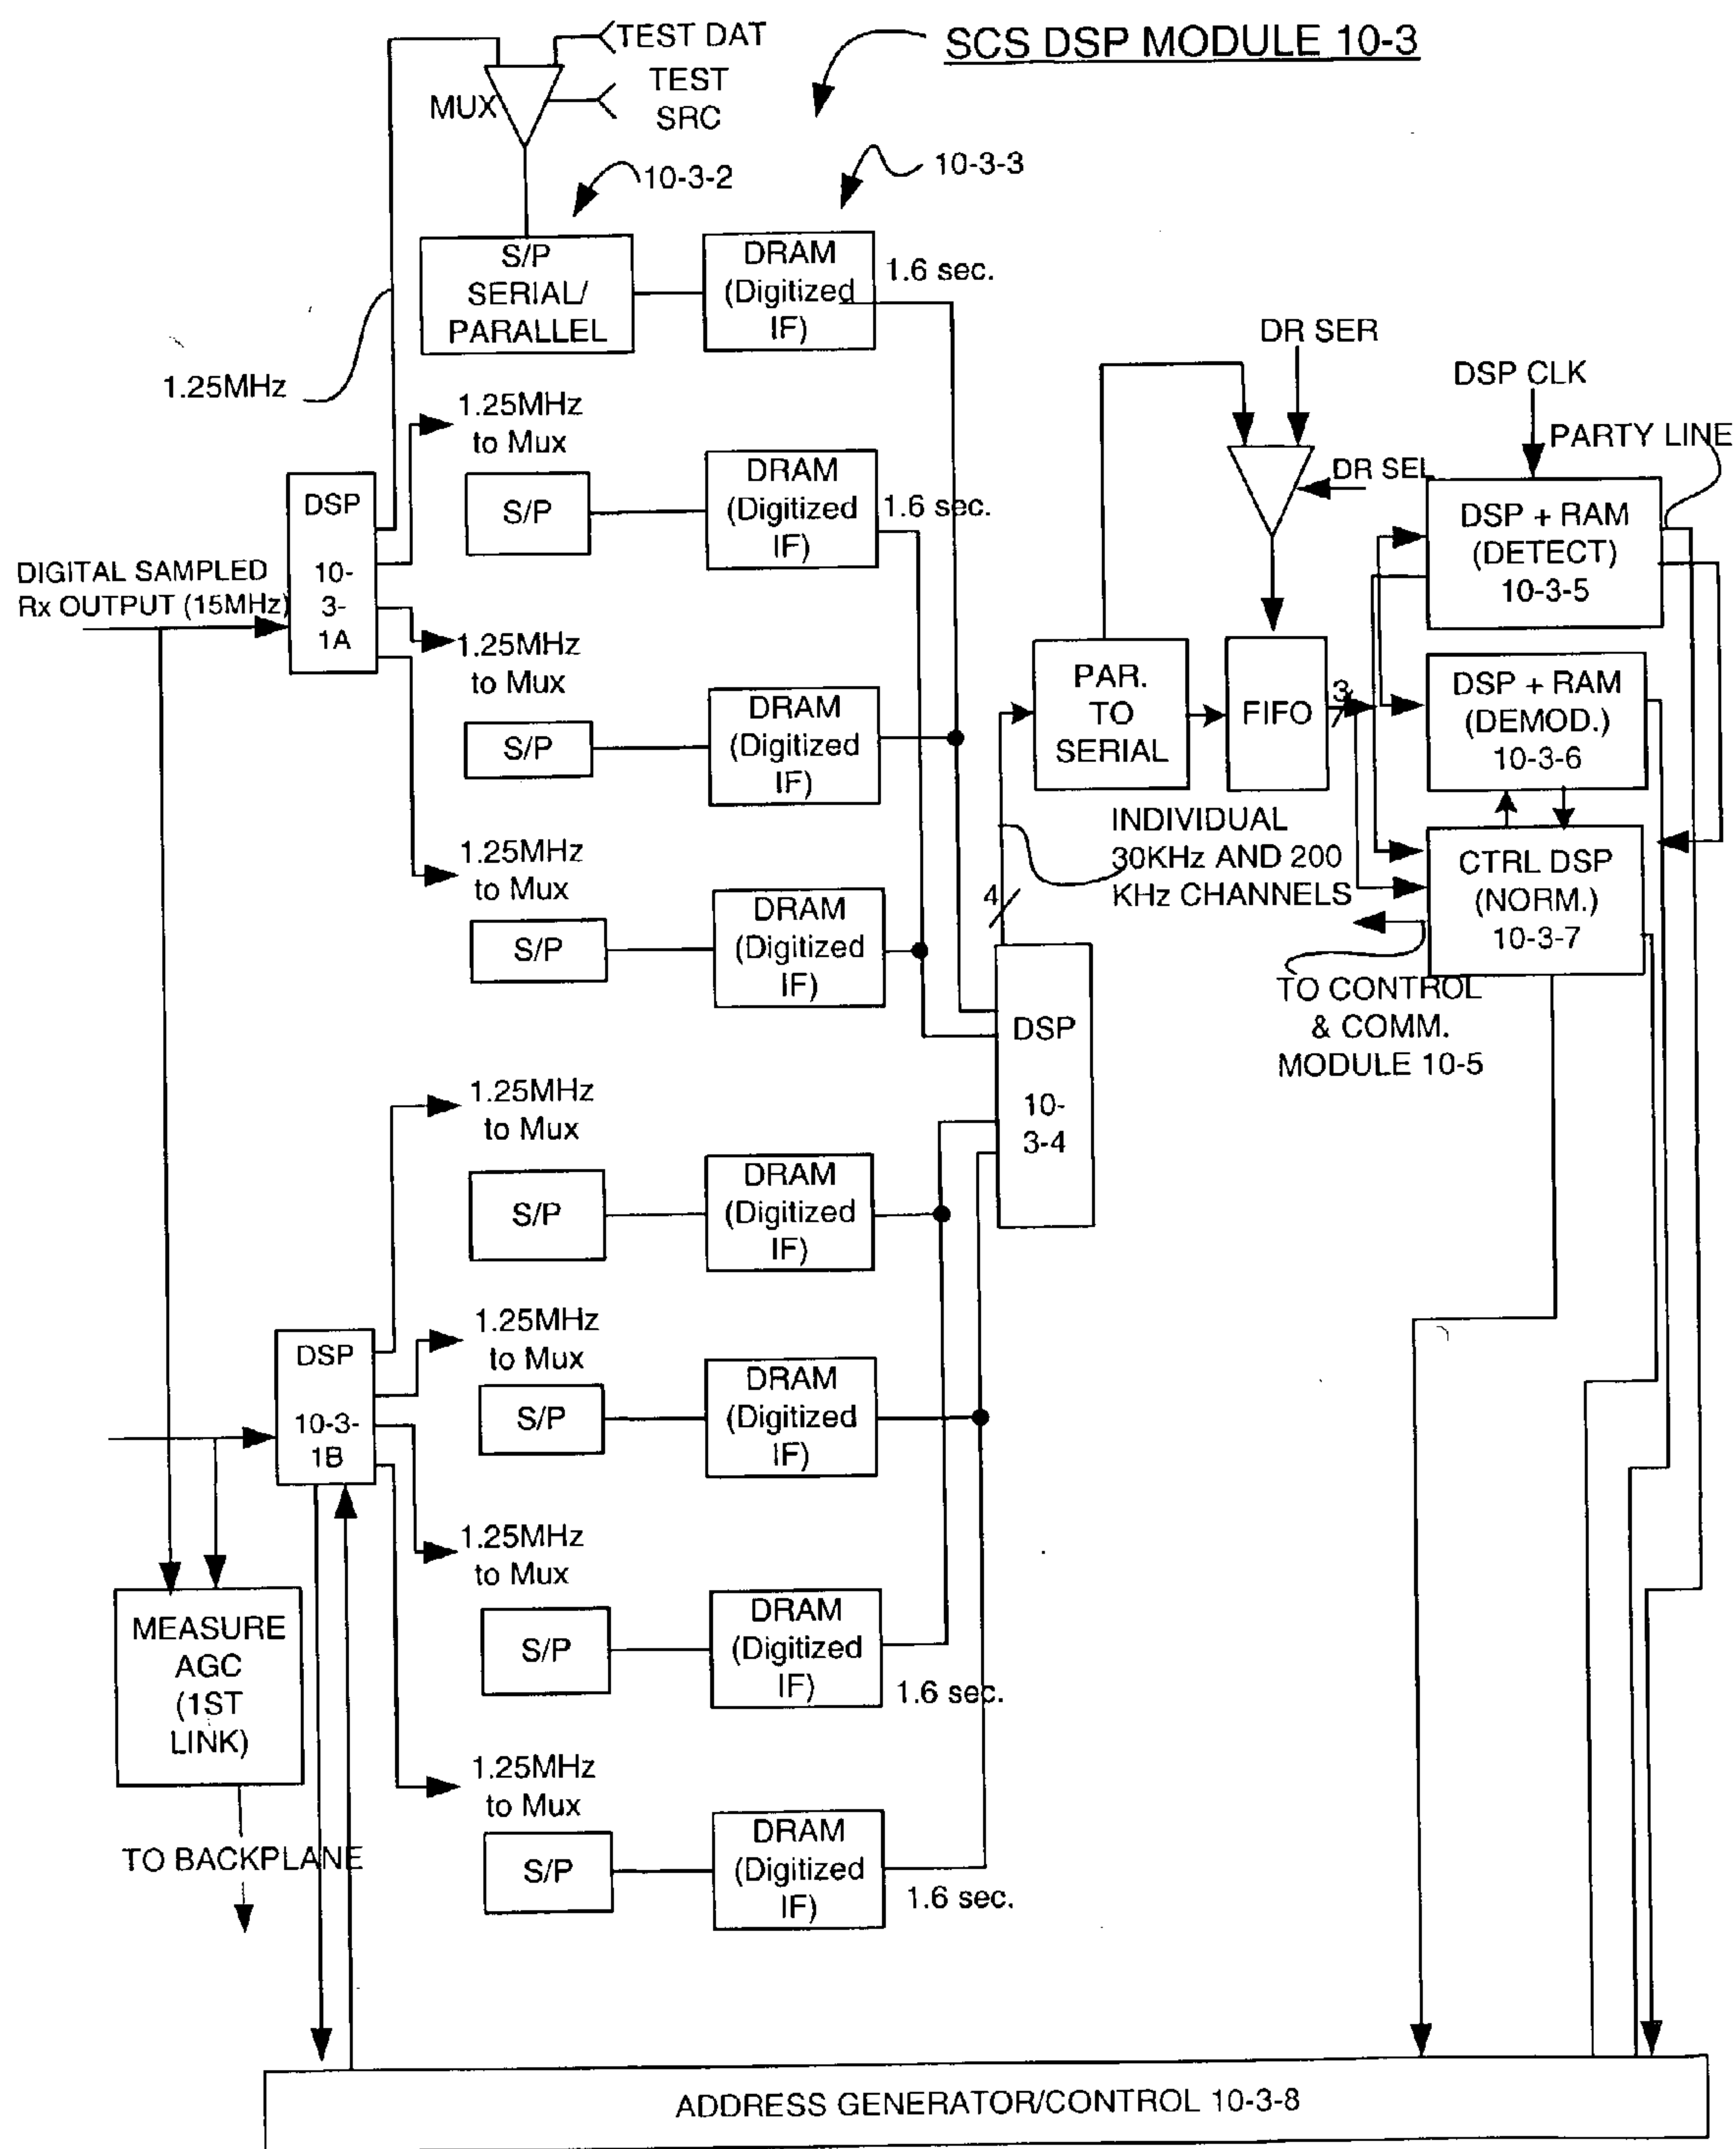 SCS DSP MODULE 10-3
TEST DAT
TEST
SRC
MUX
10-3-2
10-3-3
S/P
SERIAL/
PARALLEL
DRAM
(Digitized
IF)
1.6 sec.
1.25MHz
1.25MHz
to Mux
S/P
DRAM
(Digitized
IF)
1.6 sec.
DSP
10-
3-
1A
DIGITAL SAMPLED
Rx OUTPUT (15MHz)
1.25MHz
to Mux
S/P
DRAM
(Digitized
IF)
1.25MHz
to Mux
S/P
DRAM
(Digitized
IF)
DR SER
DR SEL
DSP CLK
PARTY LINE
PAR.
TO
SERIAL
FIFO
3
DSP + RAM
(DETECT)
10-3-5
DSP + RAM
(DEMOD.)
10-3-6
CTRL DSP
(NORM.)
10-3-7
INDIVIDUAL
30KHz AND 200
KHz CHANNELS
4
TO CONTROL
& COMM.
MODULE 10-5
DSP
10-
3-4
1.25MHz
to Mux
S/P
DRAM
(Digitized
IF)
1.25MHz
to Mux
S/P
DRAM
(Digitized
IF)
DSP
10-3-
1B
1.25MHz
to Mux
S/P
DRAM
(Digitized
IF)
1.6 sec.
MEASURE
AGC
(1ST
LINK)
1.25MHz
to Mux
S/P
DRAM
(Digitized
IF)
1.6 sec.
TO BACKPLANE
ADDRESS GENERATOR/CONTROL 10-3-8